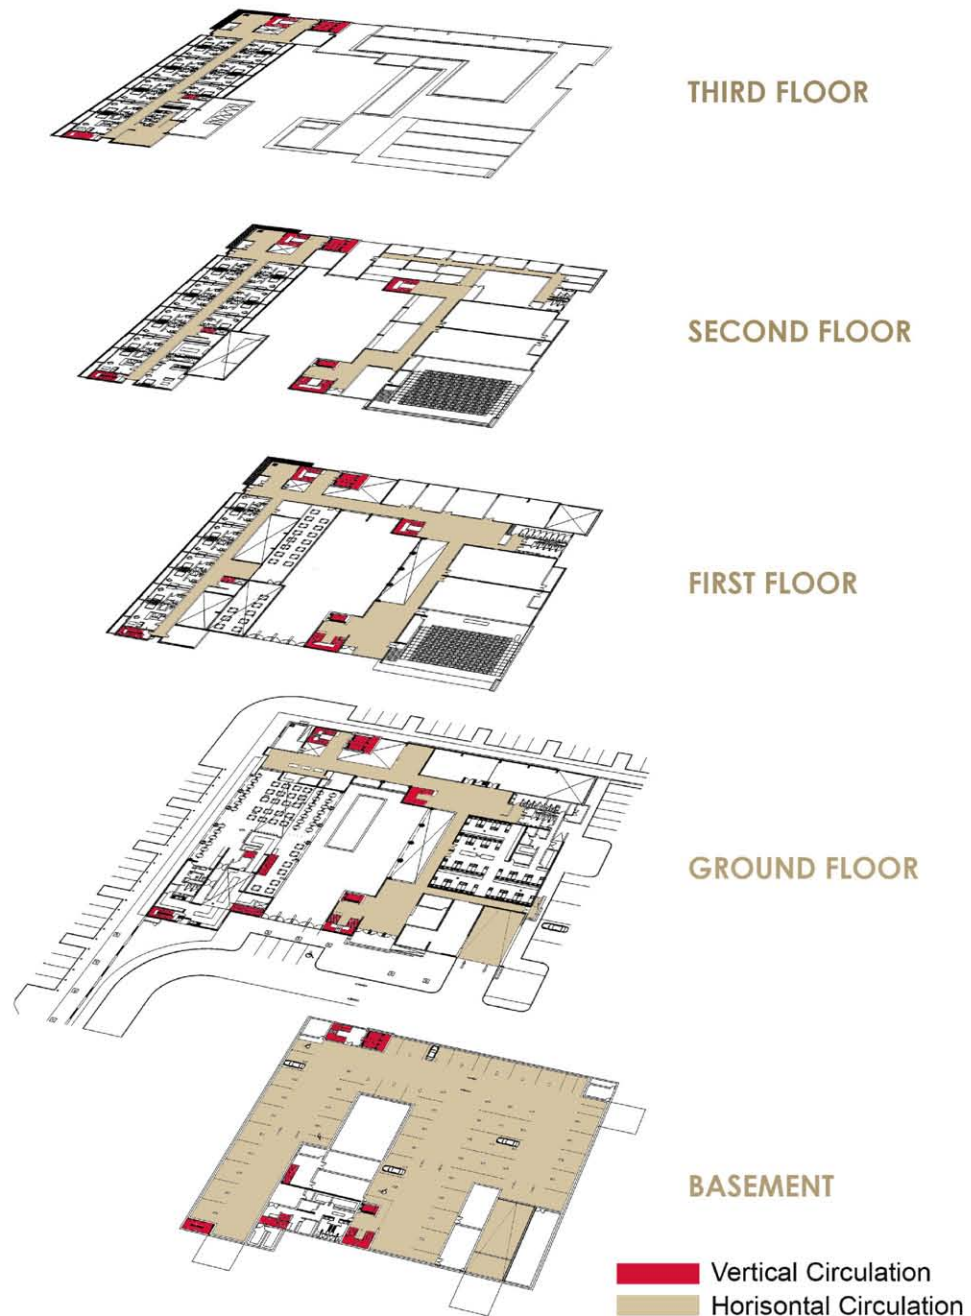 THIRD FLOOR
SECOND FLOOR
FIRST FLOOR
GROUND FLOOR
BASEMENT
Vertical Circulation
Horisontal Circulation